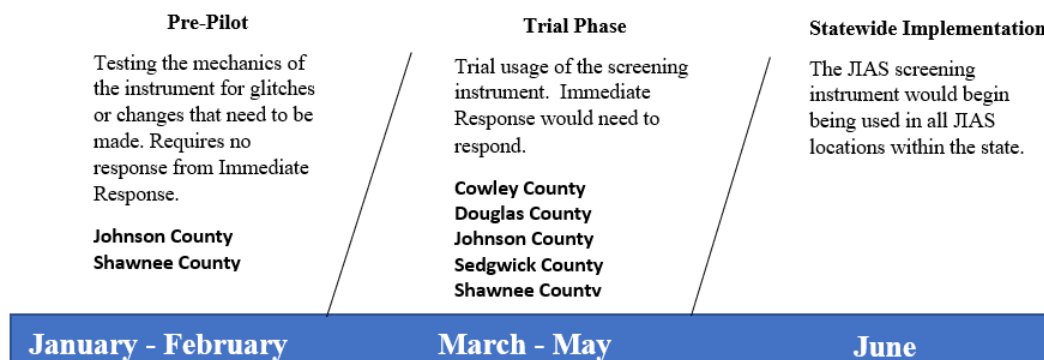 Pre-Pilot
Testing the mechanics of
the instrument for glitches
or changes that need to be
made. Requires no
response from Immediate
Response.
Johnson County
Shawnee County
January - February
Trial Phase
Trial usage of the screening
instrument.  Immediate
Response would need to
respond.
Cowley County
Douglas County
Johnson County
Sedgwick County
Shawnee County
March - May
Statewide Implementation
The JIAS screening
instrument would begin
being used in all JIAS
locations within the state.
June